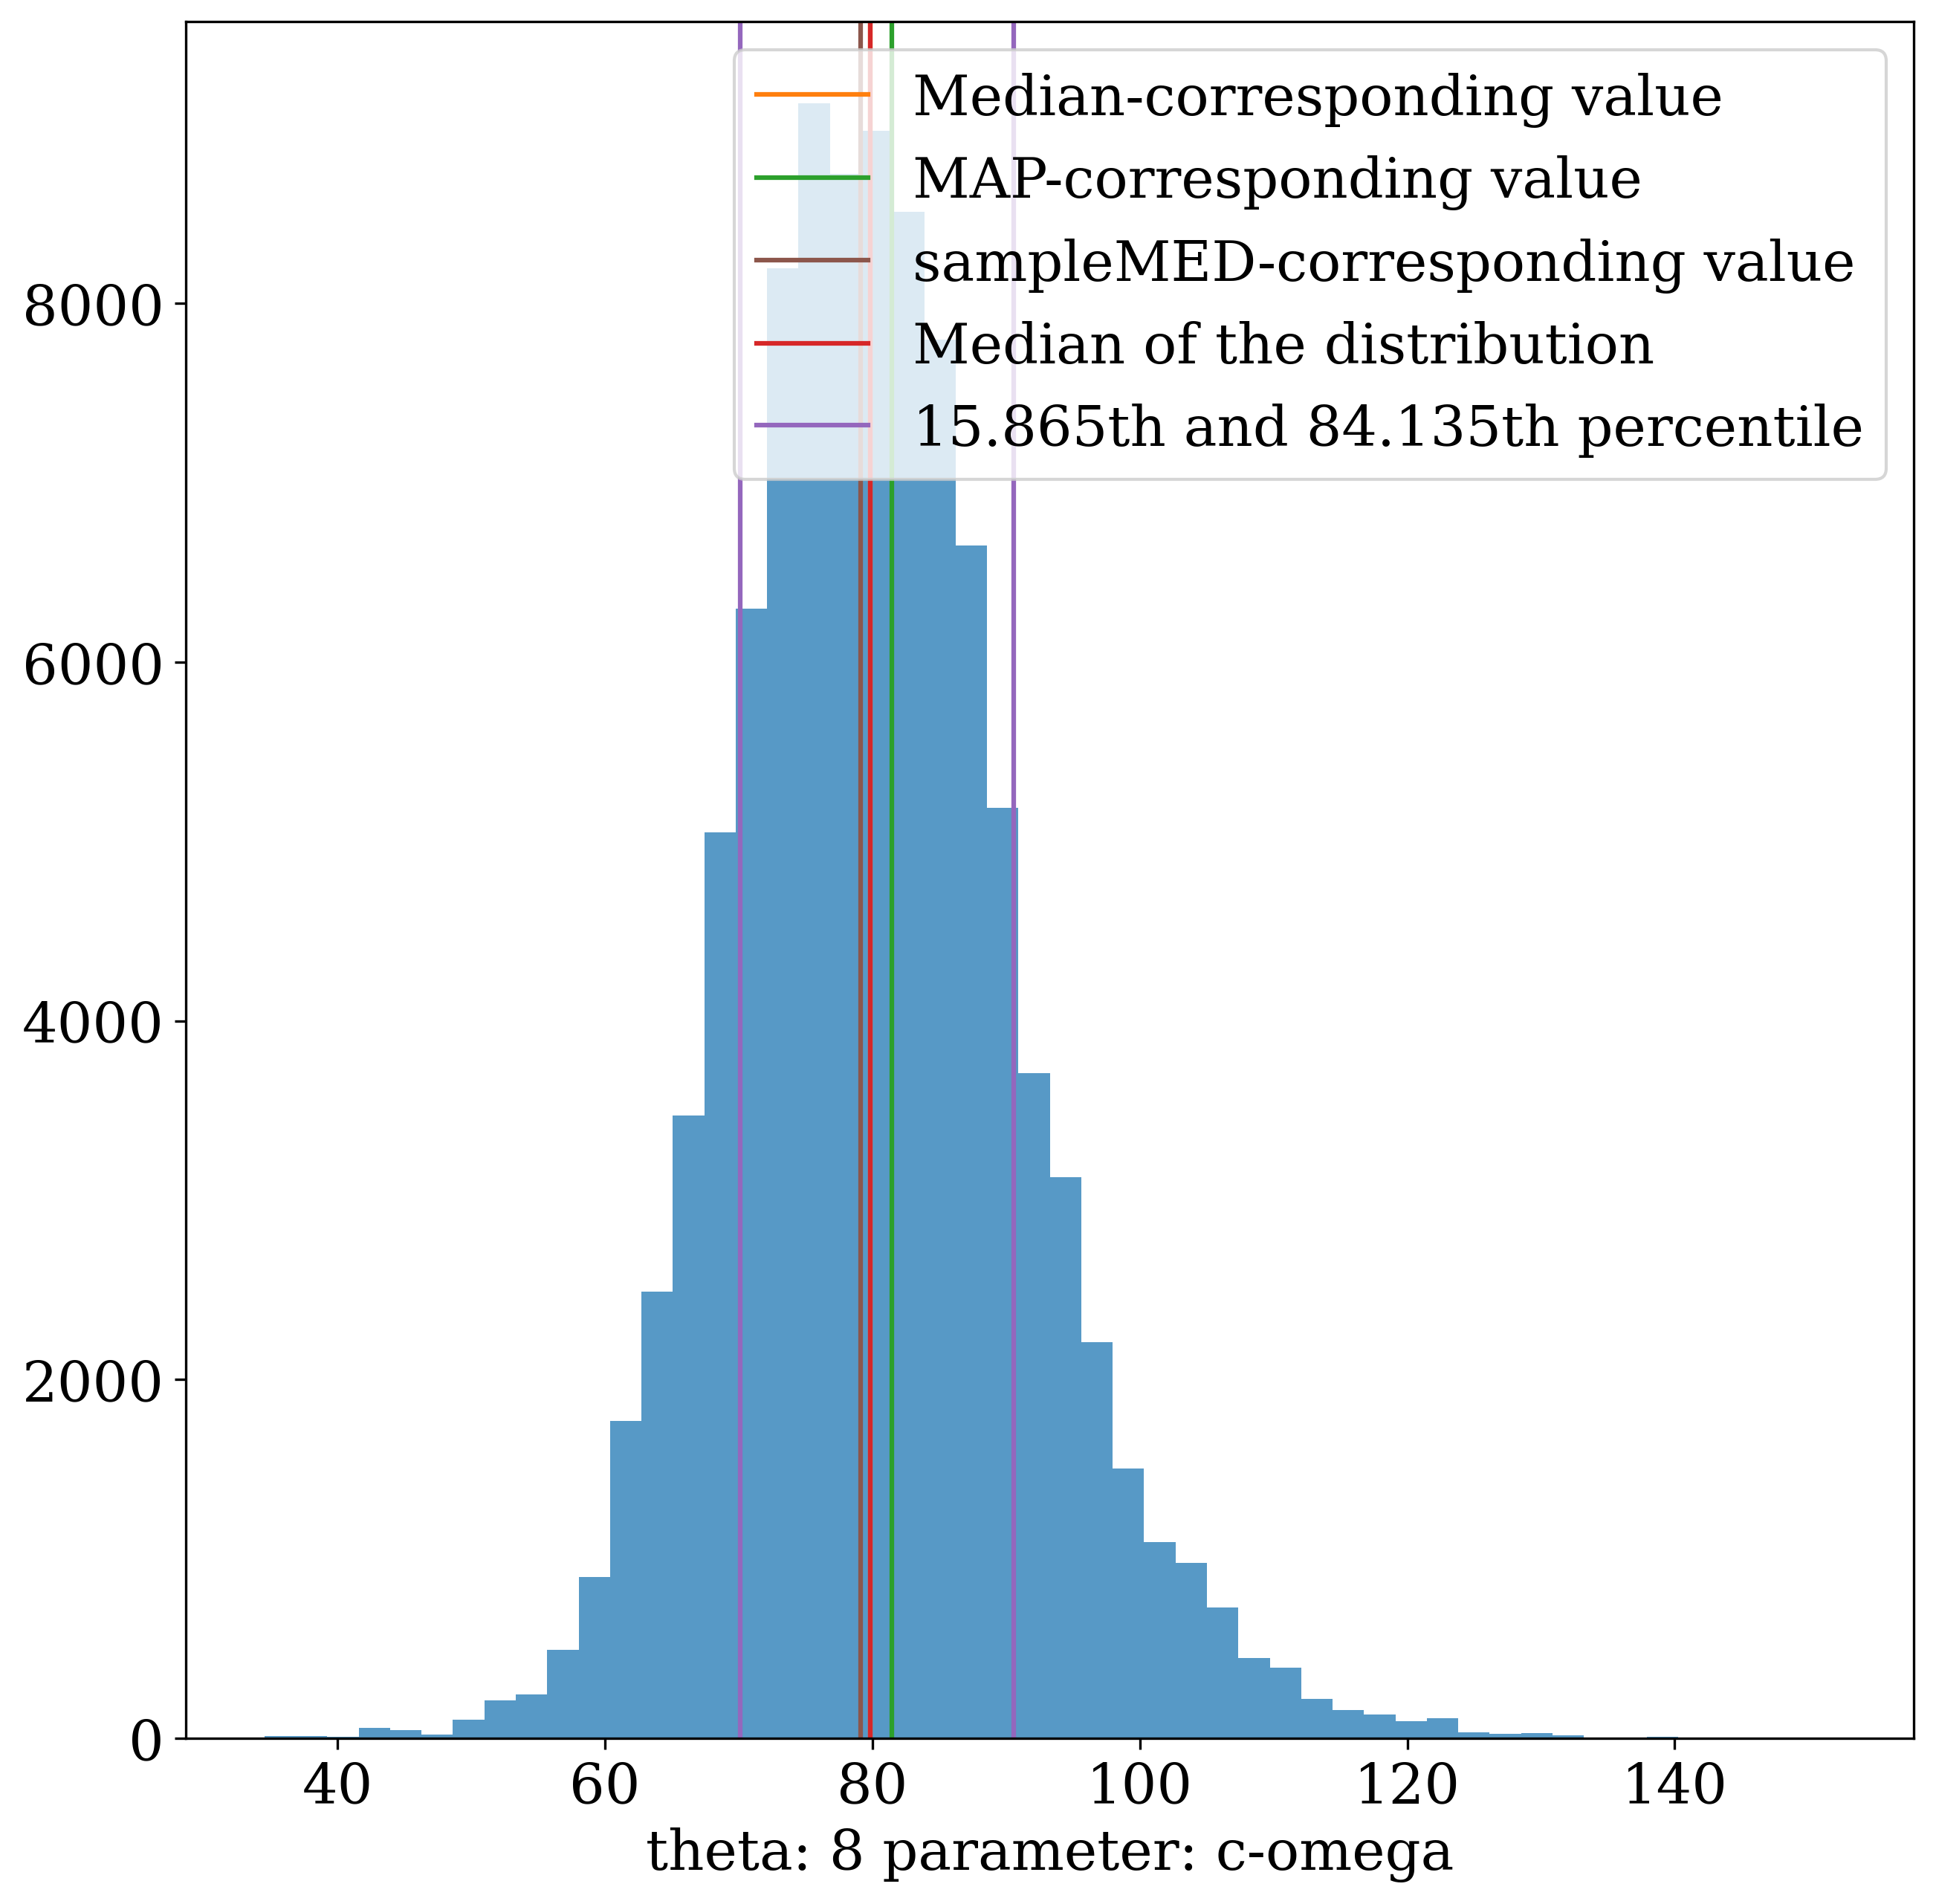 Median-corresponding value
MAP-corresponding value
sampleMED-corresponding value
Median of the distribution
15.865th and 84.135th percentile
8000
6000
4000
2000
0
40 60 80 100 120 140
theta: 8 parameter: c-omega